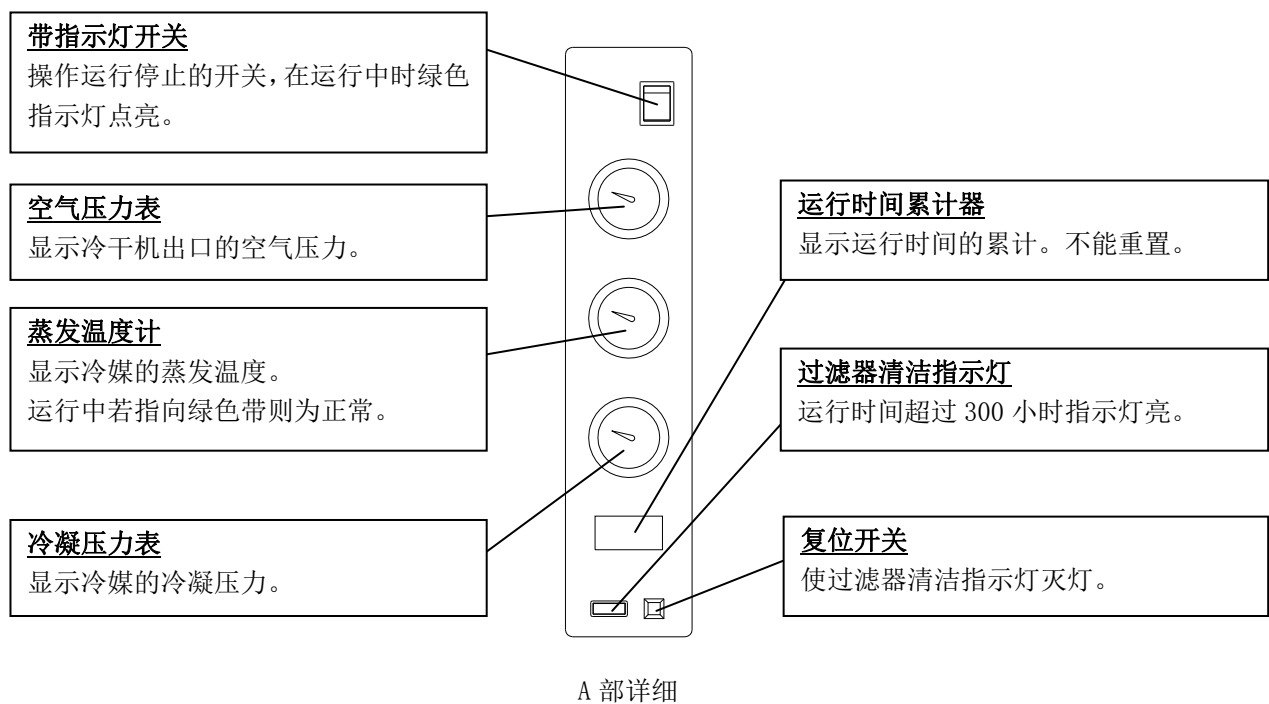 带指示灯开关
操作运行停止的开关,在运行中时绿色
指示灯点亮。
空气压力表
显示冷干机出口的空气压力。
蒸发温度计
显示冷媒的蒸发温度。
运行中若指向绿色带则为正常。
冷凝压力表
显示冷媒的冷凝压力。
运行时间累计器
显示运行时间的累计。不能重置。
过滤器清洁指示灯
运行时间超过 300 小时指示灯亮。
复位开关
使过滤器清洁指示灯灭灯。
A 部详细